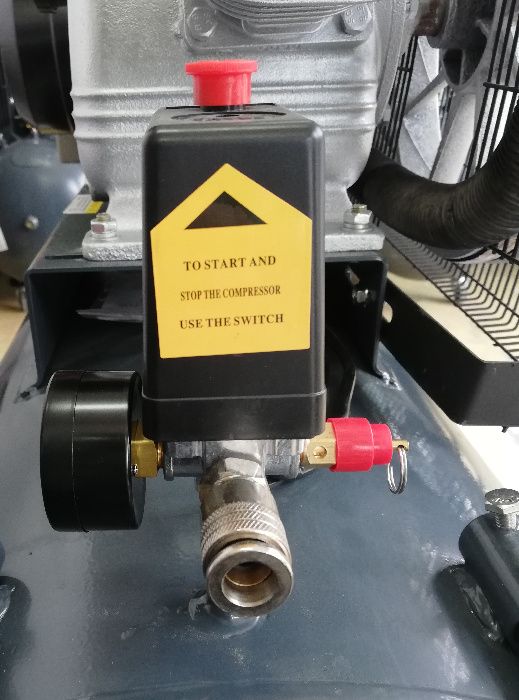 TO START AND
STOP THE COMPRESSOR
USE THE SWITCH